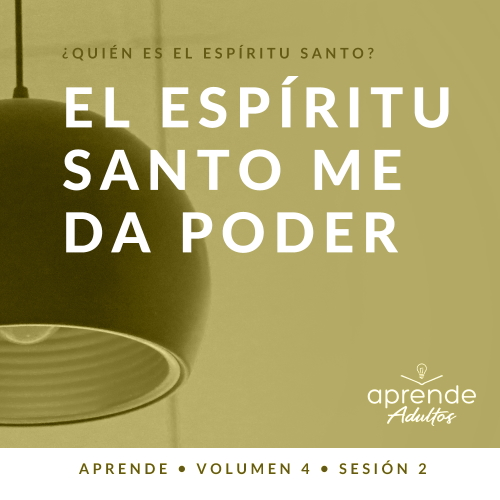 ¿QUIÉN ES EL ESPÍRITU SANTO?
EL ESPÍRITU
SANTO ME
DA PODER
aprende
Adultos
APRENDE • VOLUMEN 4 • SESIÓN 2